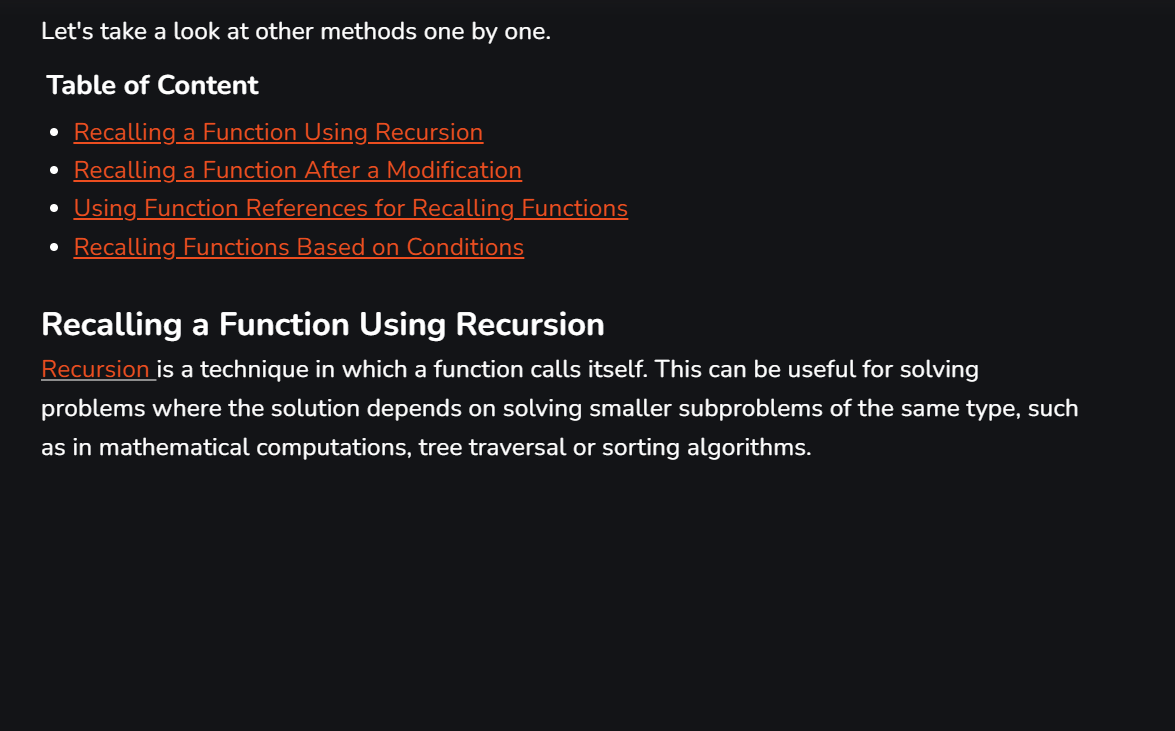 Let's take a look at other methods one by one.
Table of Content
Recalling a Function Using Recursion
Recalling a Function After a Modification
Using Function References for Recalling Functions
Recalling Functions Based on Conditions
Recalling a Function Using Recursion
Recursion is a technique in which a function calls itself. This can be useful for solving
problems where the solution depends on solving smaller subproblems of the same type, such
as in mathematical computations, tree traversal or sorting algorithms.